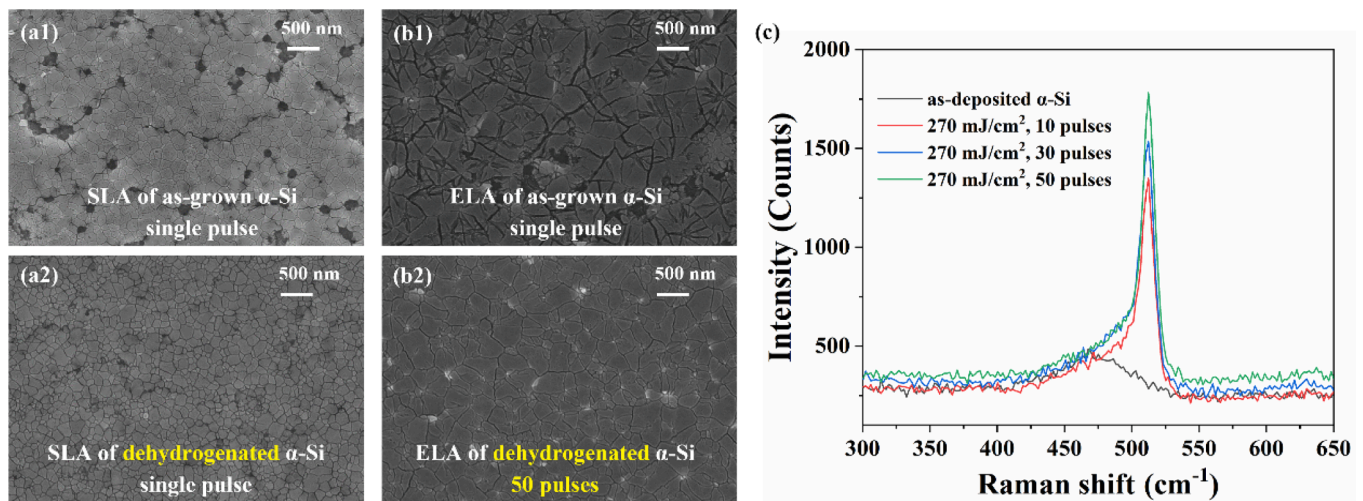 (a1)
500 nm
SLA of as-grown α-Si
single pulse
(b1)
500 nm
ELA of as-grown α-Si
single pulse
(a2)
500 nm
SLA of dehydrogenated α-Si
single pulse
(b2)
500 nm
ELA of dehydrogenated α-Si
50 pulses
(c)
2000
1500
1000
500
Intensity (Counts)
as-deposited α-Si
270 mJ/cm², 10 pulses
270 mJ/cm², 30 pulses
270 mJ/cm², 50 pulses
300 350 400 450 500 550 600 650
Raman shift (cm⁻¹)